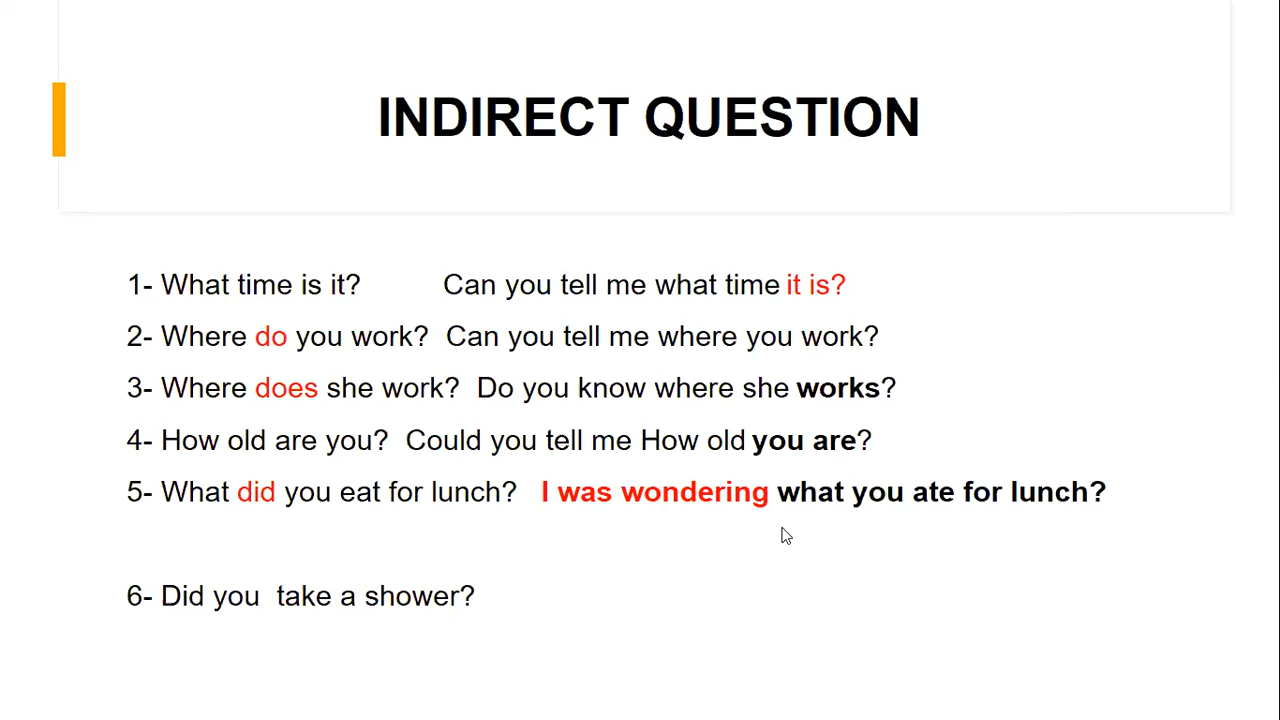 INDIRECT QUESTION
1- What time is it? Can you tell me what time it is?
2- Where do you work? Can you tell me where you work?
3- Where does she work? Do you know where she works?
4- How old are you? Could you tell me How old you are?
5- What did you eat for lunch? I was wondering what you ate for lunch?
6- Did you take a shower?